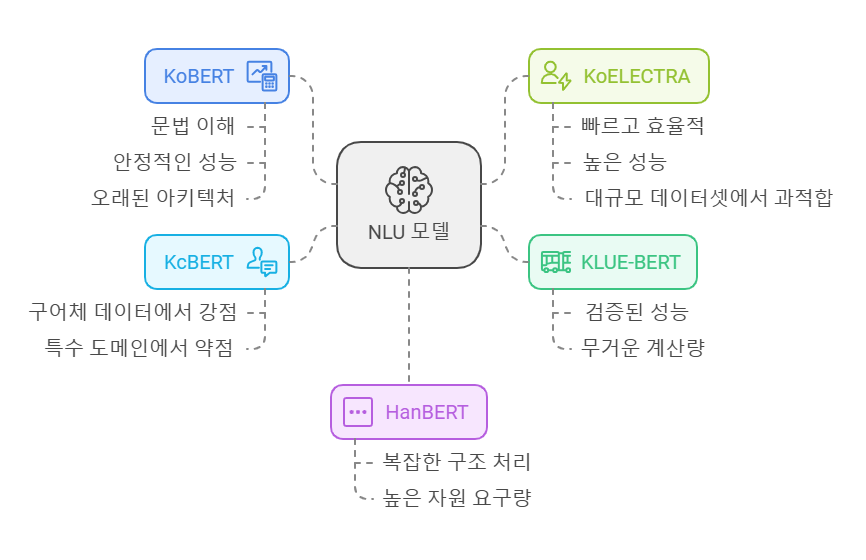 KoBERT
문법 이해
안정적인 성능
오래된 아키텍처
KcBERT
구어체 데이터에서 강점
특수 도메인에서 약점
NLU 모델
KoELECTRA
빠르고 효율적
높은 성능
대규모 데이터셋에서 과적합
KLUE-BERT
검증된 성능
무거운 계산량
HanBERT
복잡한 구조 처리
높은 자원 요구량